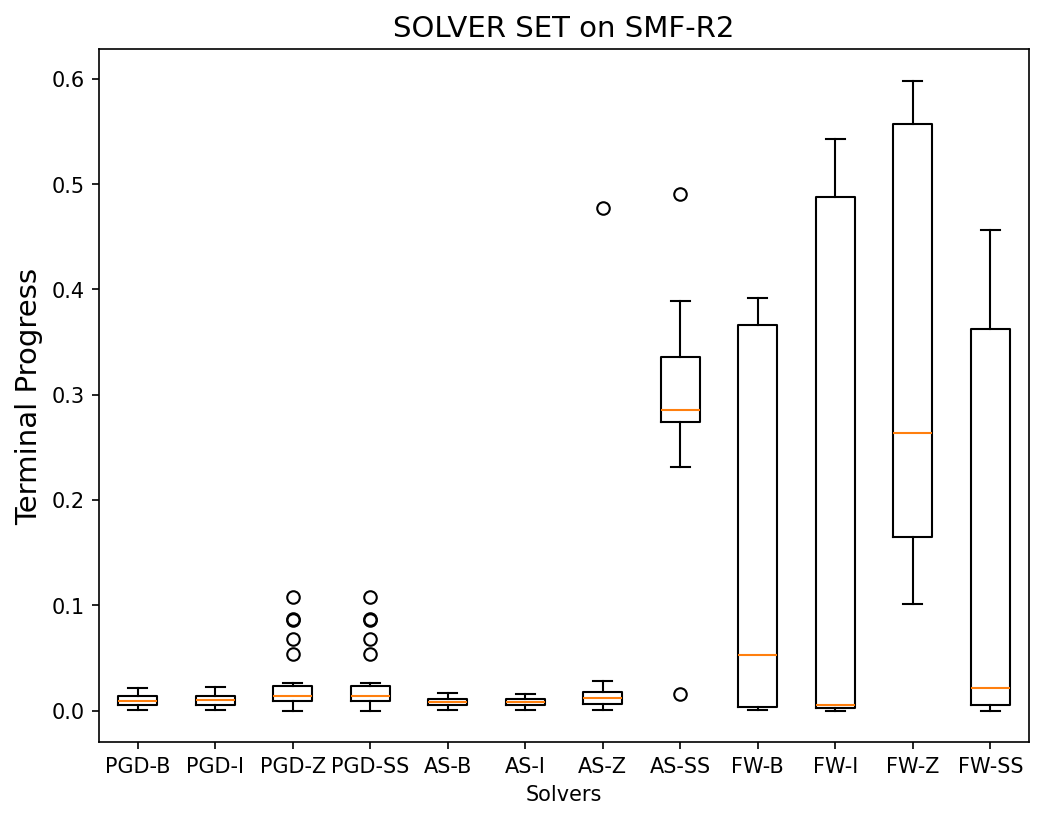 SOLVER SET on SMF-R2
Terminal Progress
0.6
0.5
0.4
0.3
0.2
0.1
0.0
PGD-B PGD-I PGD-Z PGD-SS AS-B AS-I AS-Z AS-SS FW-B FW-I FW-Z FW-SS
Solvers